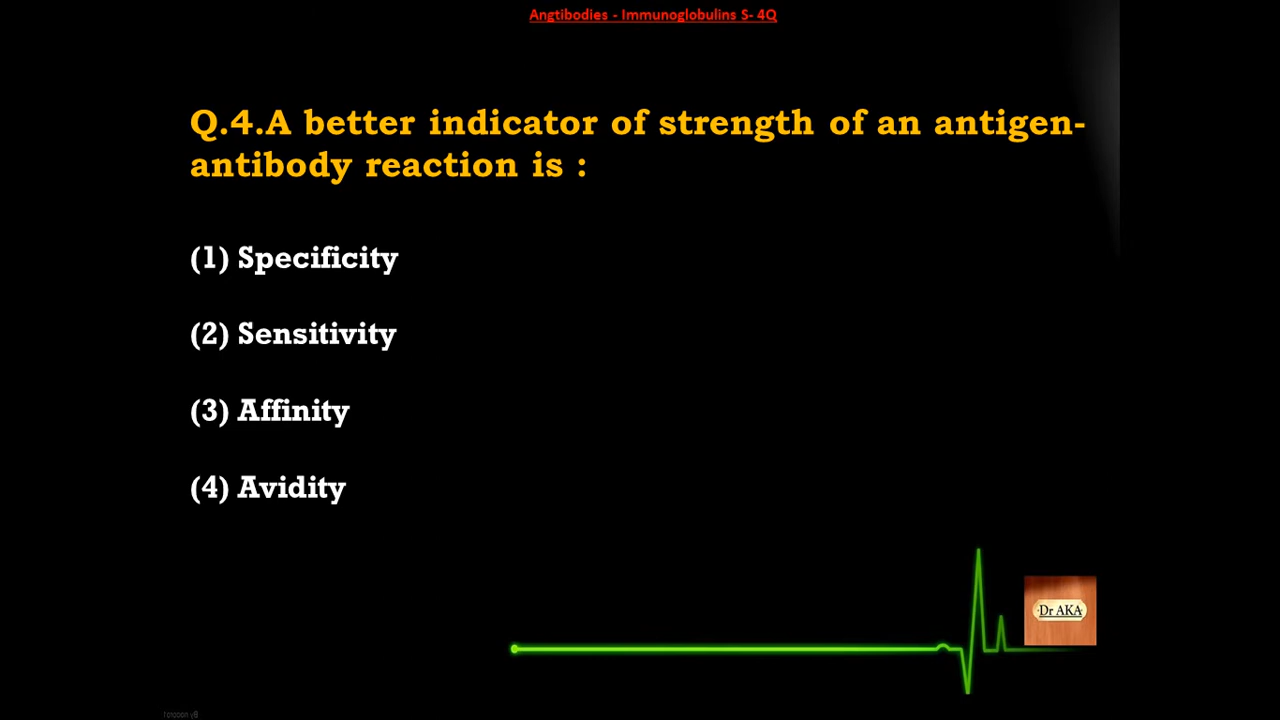 Angtibodies - Immunoglobulins S- 4Q
Q.4.A better indicator of strength of an antigen-
antibody reaction is :
(1) Specificity
(2) Sensitivity
(3) Affinity
(4) Avidity
Dr AKA